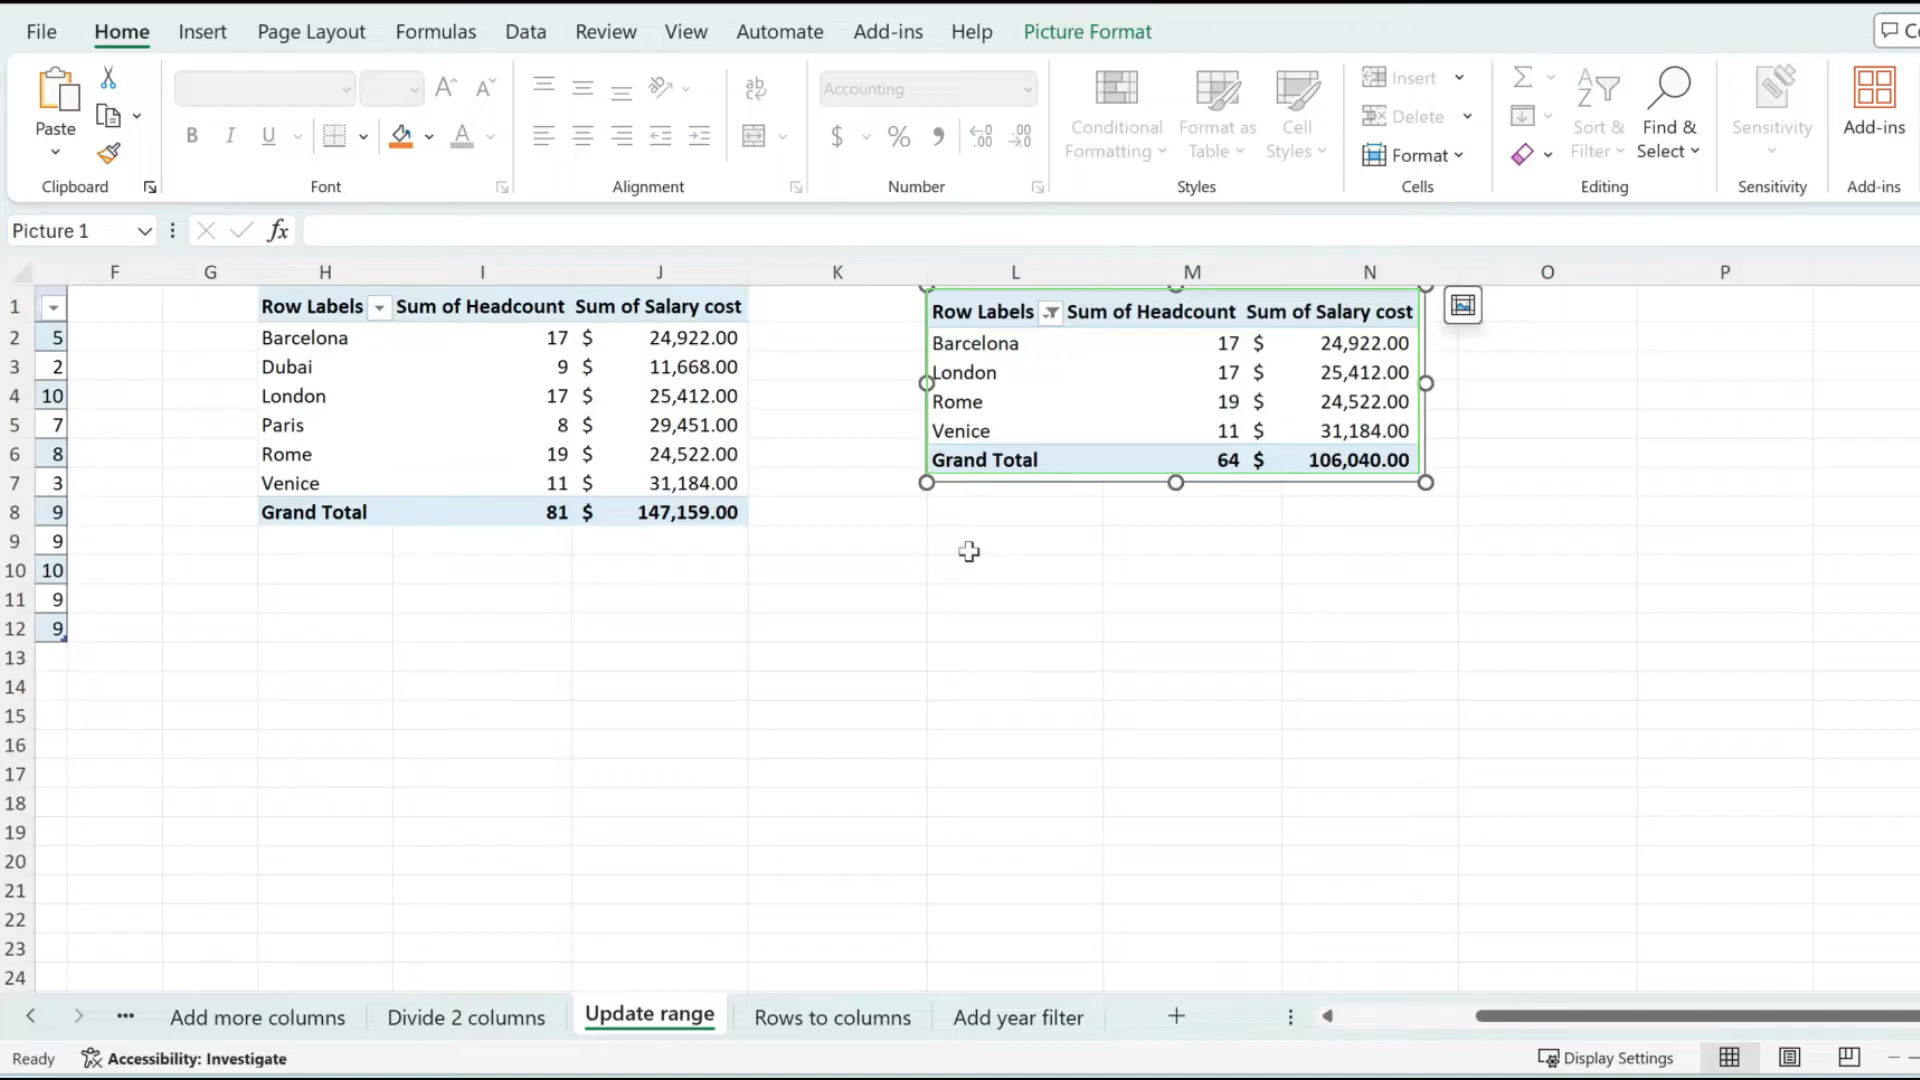 File Home Insert Page Layout Formulas Data Review View Automate Add-ins Help Picture Format
Paste
Clipboard
B I U
A
Font
ab
Alignment
Accounting
$ % 9
Number
Conditional Formatting
Format as Table
Cell Styles
Styles
Insert
Delete
Format
Cells
Sort & Filter
Find & Select
Editing
Sensitivity
Sensitivity
Add-ins
Add-ins
Picture 1
fx
F G H I J K L M N O P
1 Row Labels Sum of Headcount Sum of Salary cost
2 5 Barcelona 17 $ 24,922.00
3 2 Dubai 9 $ 11,668.00
4 10 London 17 $ 25,412.00
5 7 Paris 8 $ 29,451.00
6 8 Rome 19 $ 24,522.00
7 3 Venice 11 $ 31,184.00
8 9 Grand Total 81 $ 147,159.00
9 9
10 10
11 9
12 9
13
14
15
16
17
18
19
20
21
22
23
24
Row Labels Sum of Headcount Sum of Salary cost
Barcelona 17 $ 24,922.00
London 17 $ 25,412.00
Rome 19 $ 24,522.00
Venice 11 $ 31,184.00
Grand Total 64 $ 106,040.00
Add more columns Divide 2 columns Update range Rows to columns Add year filter
Ready Accessibility: Investigate Display Settings